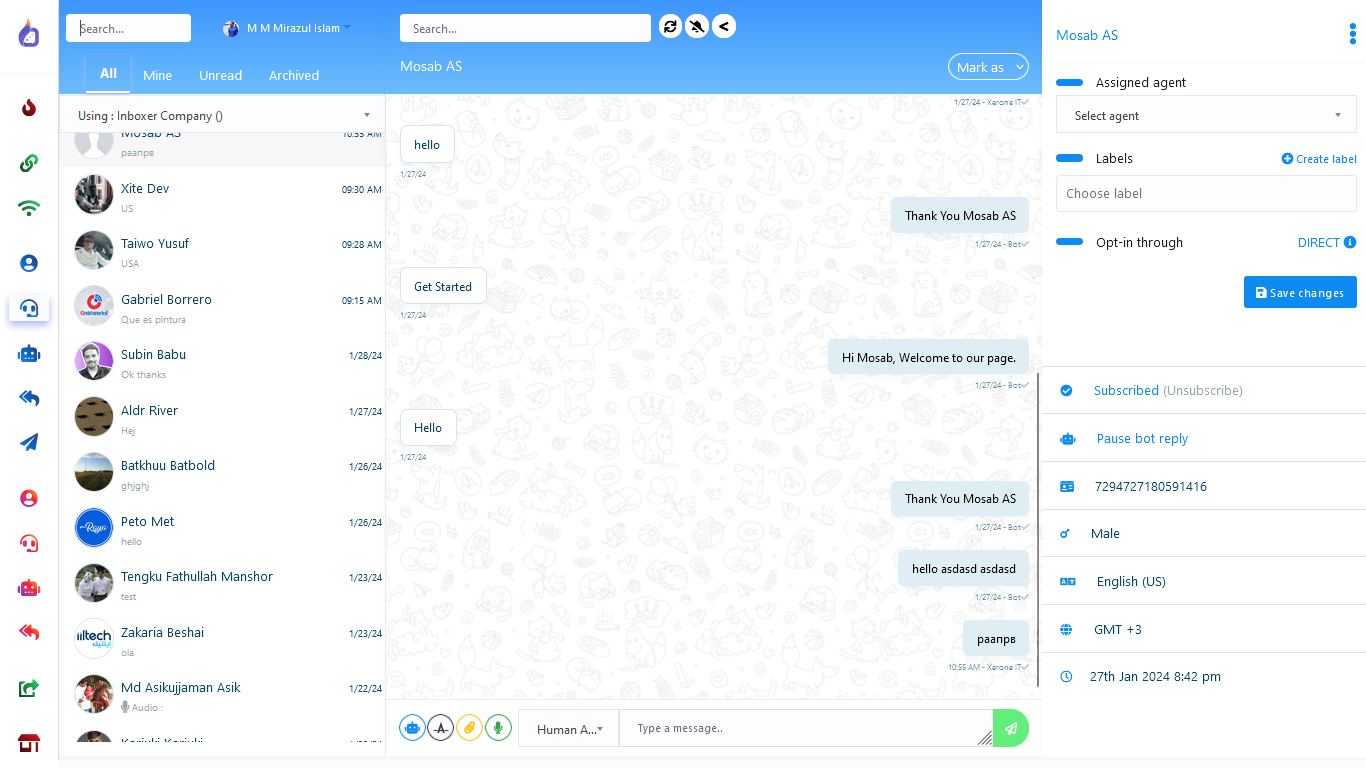 Search...
M M Mirazul Islam
All
Mine
Unread
Archived
Using : Inboxer Company ()
Mosab AS
10:55 AM
раапрв
Xite Dev
09:30 AM
US
Taiwo Yusuf
09:28 AM
USA
Gabriel Borrero
09:15 AM
Que es pintura
Subin Babu
1/28/24
Ok thanks
Aldr River
1/27/24
Hej
Batkhuu Batbold
1/26/24
ghjghj
Peto Met
1/26/24
hello
Tengku Fathullah Manshor
1/23/24
test
Zakaria Beshai
1/23/24
ola
Md Asikujjaman Asik
1/22/24
Audio :
Search...
Mosab AS
Mark as
1/27/24 - Xerone IT
hello
1/27/24
Thank You Mosab AS
1/27/24 - Bot
Get Started
1/27/24
Hi Mosab, Welcome to our page.
1/27/24 - Bot
Hello
1/27/24
Thank You Mosab AS
1/27/24 - Bot
hello asdasd asdasd
1/27/24 - Bot
раапрв
10:55 AM - Xerone IT
A
Human A...
Type a message..
Mosab AS
Assigned agent
Select agent
Labels
Create label
Choose label
Opt-in through
DIRECT
Save changes
Subscribed (Unsubscribe)
Pause bot reply
7294727180591416
Male
English (US)
GMT +3
27th Jan 2024 8:42 pm